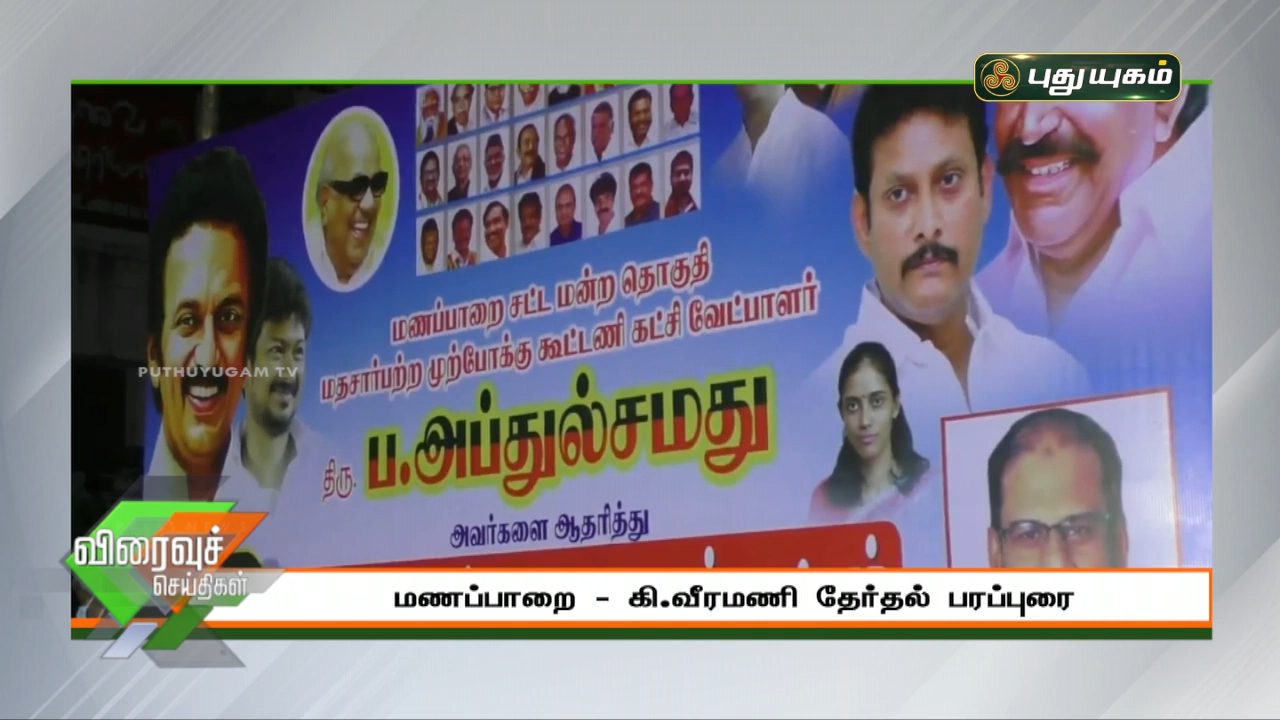 புதுயுகம்
மணப்பாறை சட்ட மன்ற தொகுதி
மதசார்பற்ற முற்போக்கு கூட்டணி கட்சி வேட்பாளர்
PUTHUYUGAM TV
திரு. ப.அப்துல்சமது
அவர்களை ஆதரித்து
விரைவுச்
செய்திகள்
மணப்பாறை - கி.வீரமணி தேர்தல் பரப்புரை